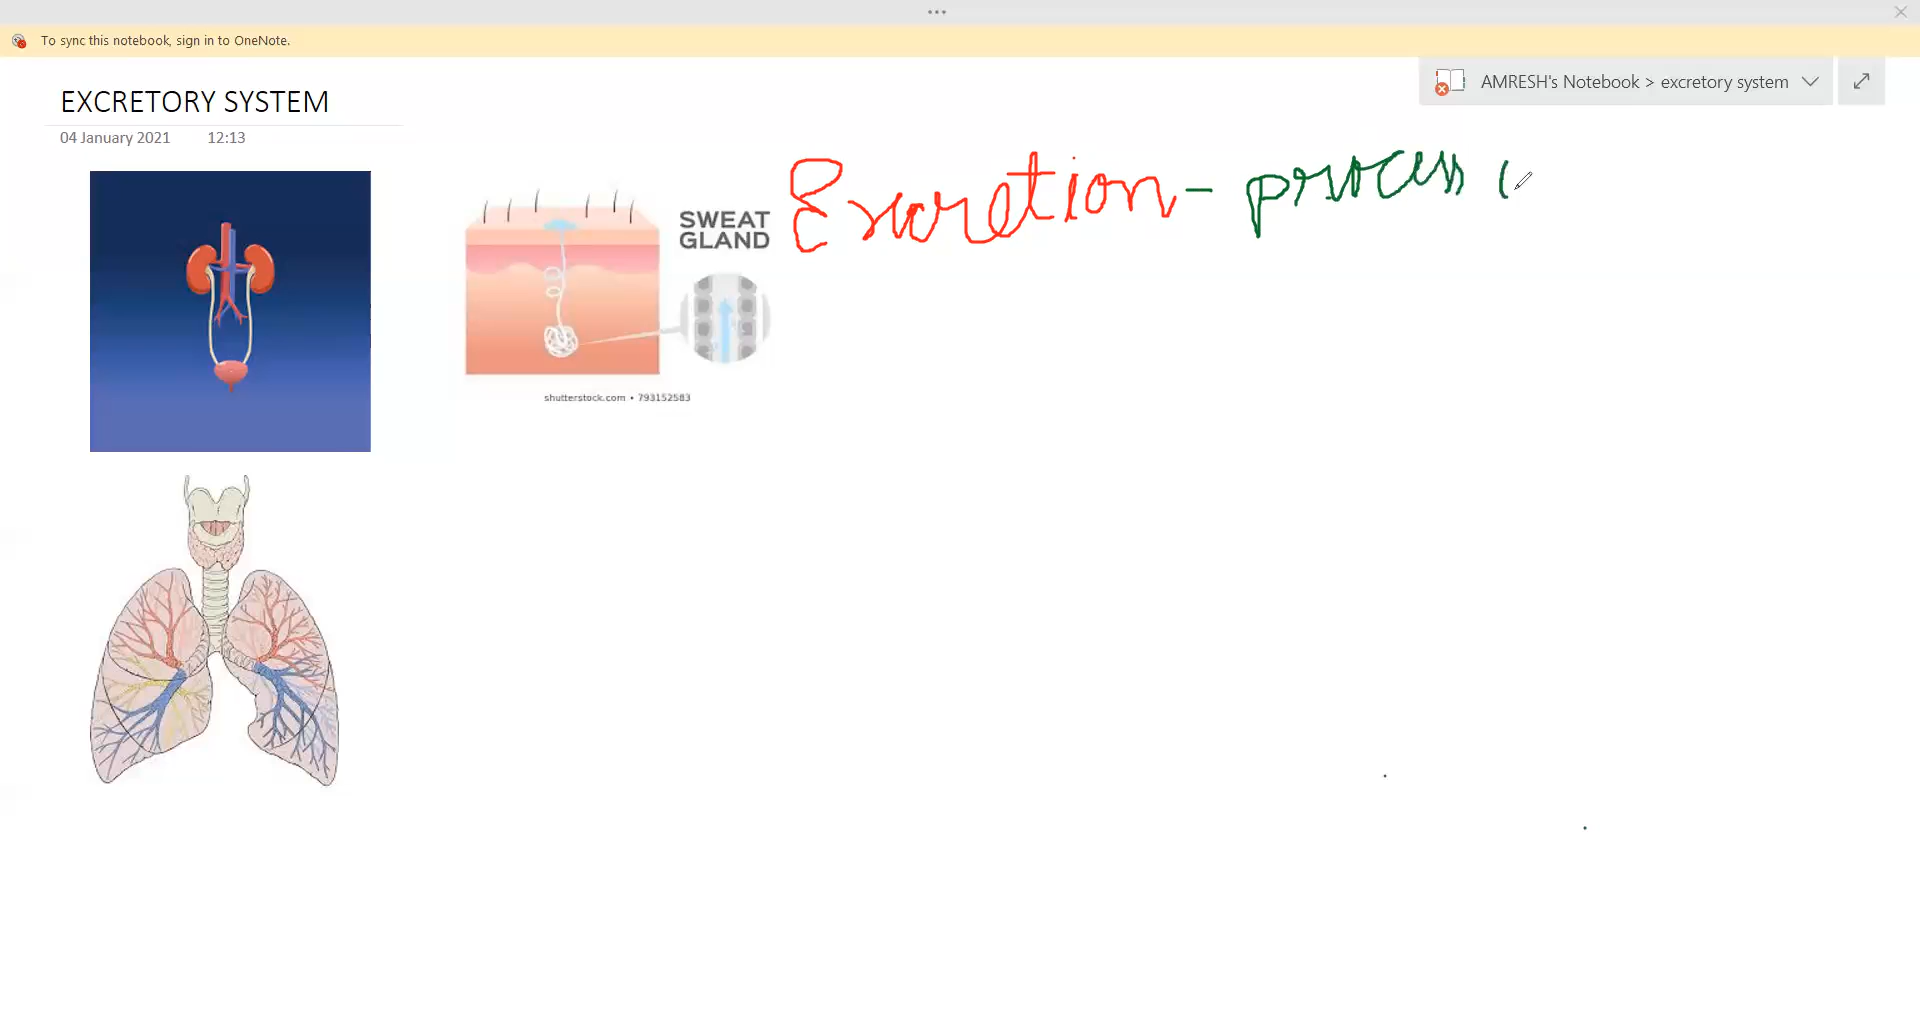 To sync this notebook, sign in to OneNote.
AMRESH's Notebook > excretory system
EXCRETORY SYSTEM
04 January 2021 12:13
Excretion - process
SWEAT
GLAND
shutterstock.com • 793152583